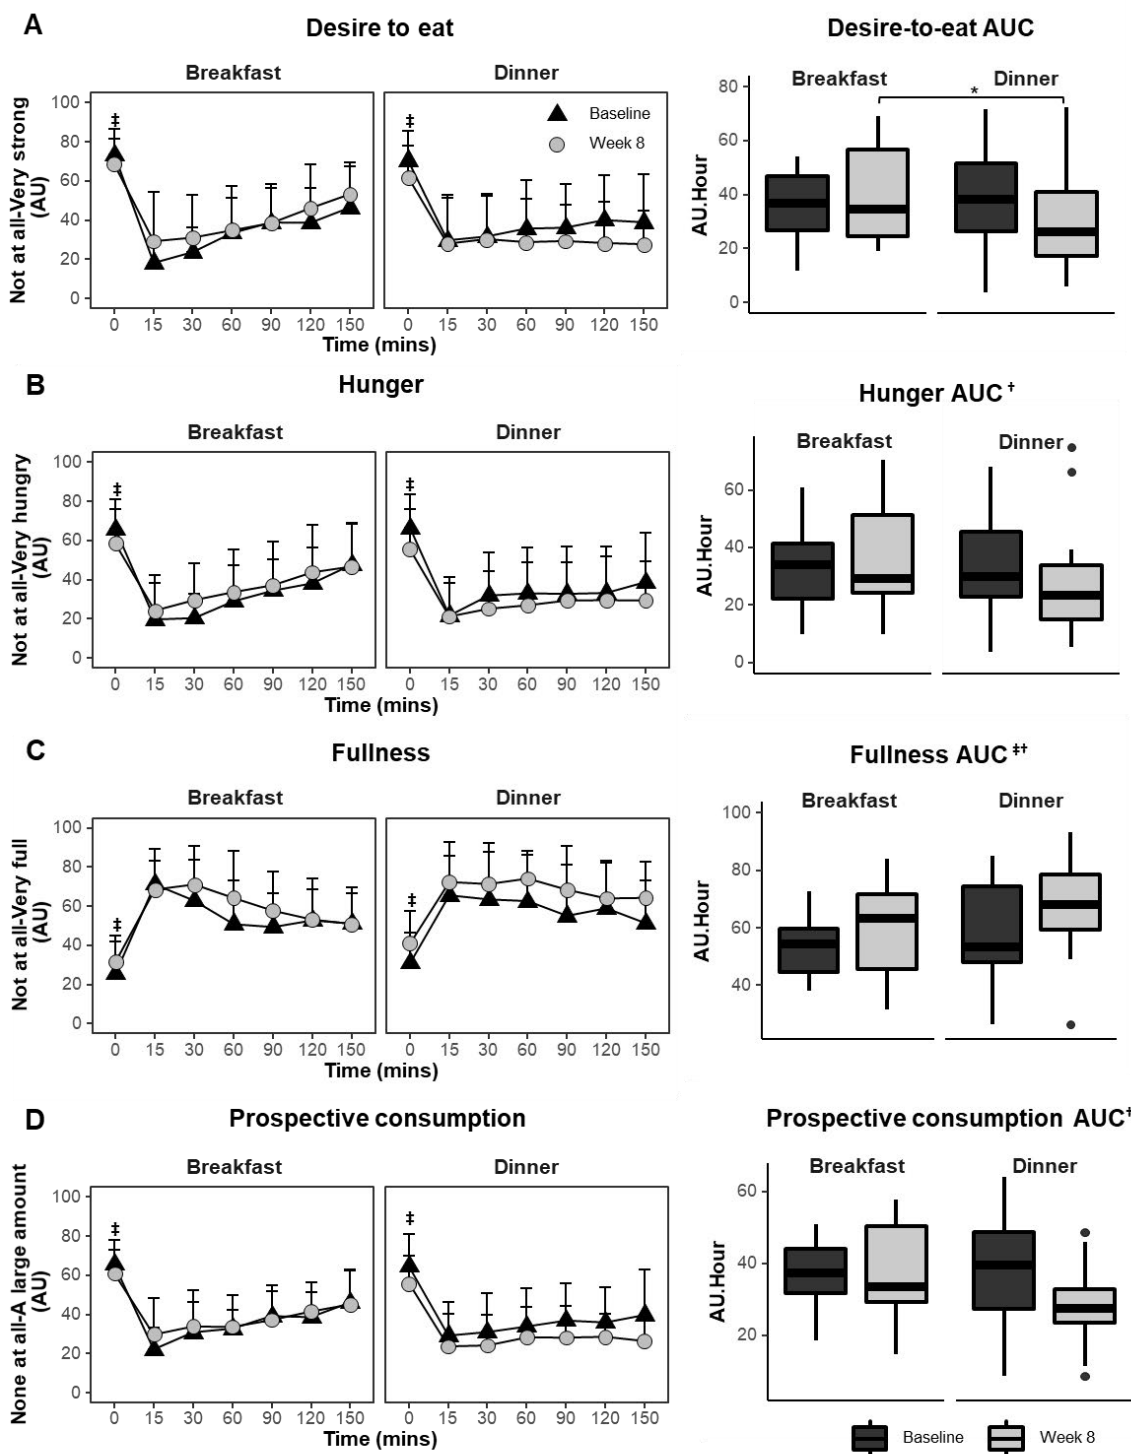 A
Desire to eat
Desire-to-eat AUC
Breakfast
Dinner
Breakfast
Dinner
Not at all-Very strong
(AU)
100
80
60
40
20
0
‡
‡
Baseline
Week 8
0 15 30 60 90 120 150
0 15 30 60 90 120 150
Time (mins)
AU.Hour
80
60
40
20
0
*
B
Hunger
Hunger AUC †
Breakfast
Dinner
Breakfast
Dinner
Not at all-Very hungry
(AU)
100
80
60
40
20
0
‡
‡
0 15 30 60 90 120 150
0 15 30 60 90 120 150
Time (mins)
AU.Hour
60
40
20
0
C
Fullness
Fullness AUC ‡†
Breakfast
Dinner
Breakfast
Dinner
Not at all-Very full
(AU)
100
80
60
40
20
0
‡
‡
0 15 30 60 90 120 150
0 15 30 60 90 120 150
Time (mins)
AU.Hour
100
80
60
40
D
Prospective consumption
Prospective consumption AUC†
Breakfast
Dinner
Breakfast
Dinner
None at all-A large amount
(AU)
100
80
60
40
20
0
‡
‡
0 15 30 60 90 120 150
0 15 30 60 90 120 150
Time (mins)
AU.Hour
60
40
20
Baseline
Week 8